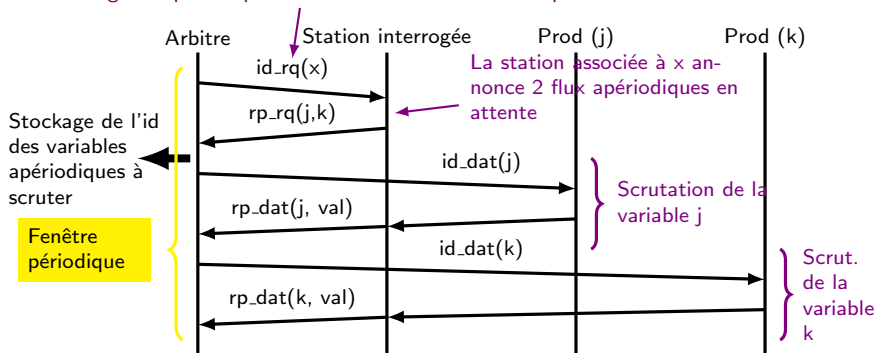 Arbitre
Station interrogée
Prod (j)
Prod (k)
id_rq(x)
La station associée à x an-
nonce 2 flux apériodiques en
attente
rp_rq(j,k)
Stockage de l'id
des variables
apériodiques à
scruter
id_dat(j)
Scrutation de la
variable j
rp_dat(j, val)
Fenêtre
périodique
id_dat(k)
Scrut.
de la
variable
k
rp_dat(k, val)